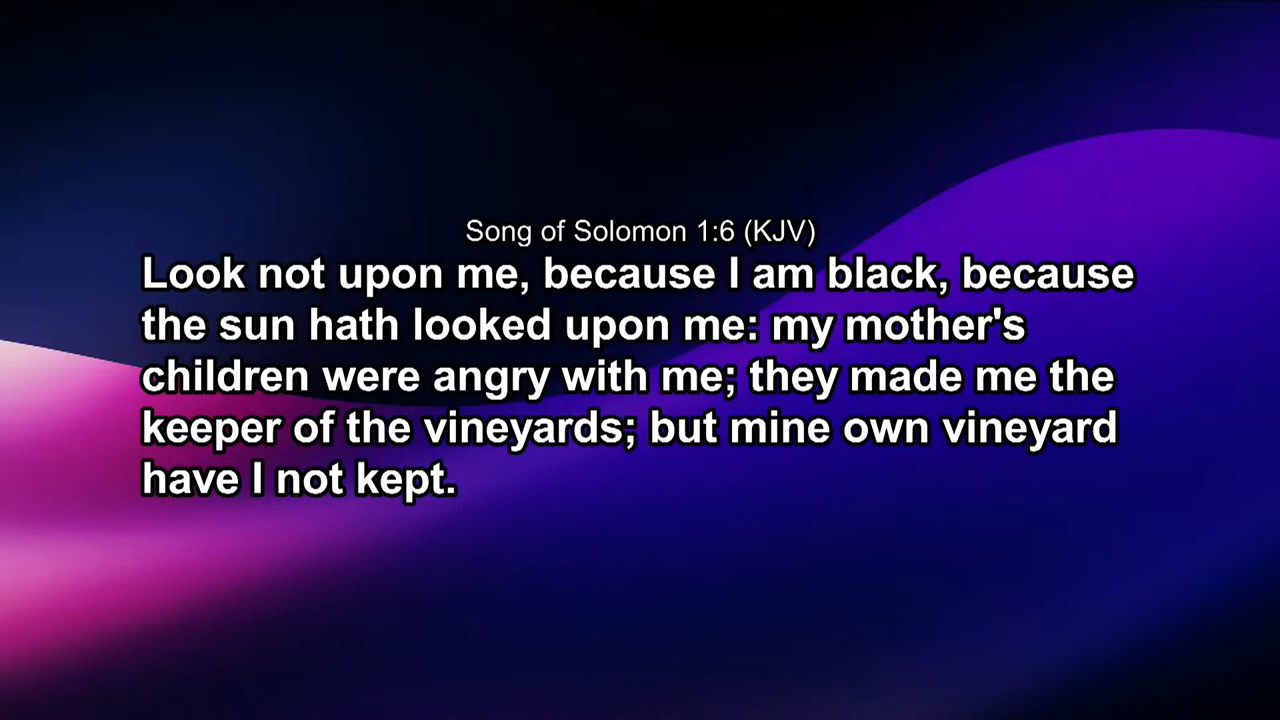 Song of Solomon 1:6 (KJV)
Look not upon me, because I am black, because
the sun hath looked upon me: my mother's
children were angry with me; they made me the
keeper of the vineyards; but mine own vineyard
have I not kept.